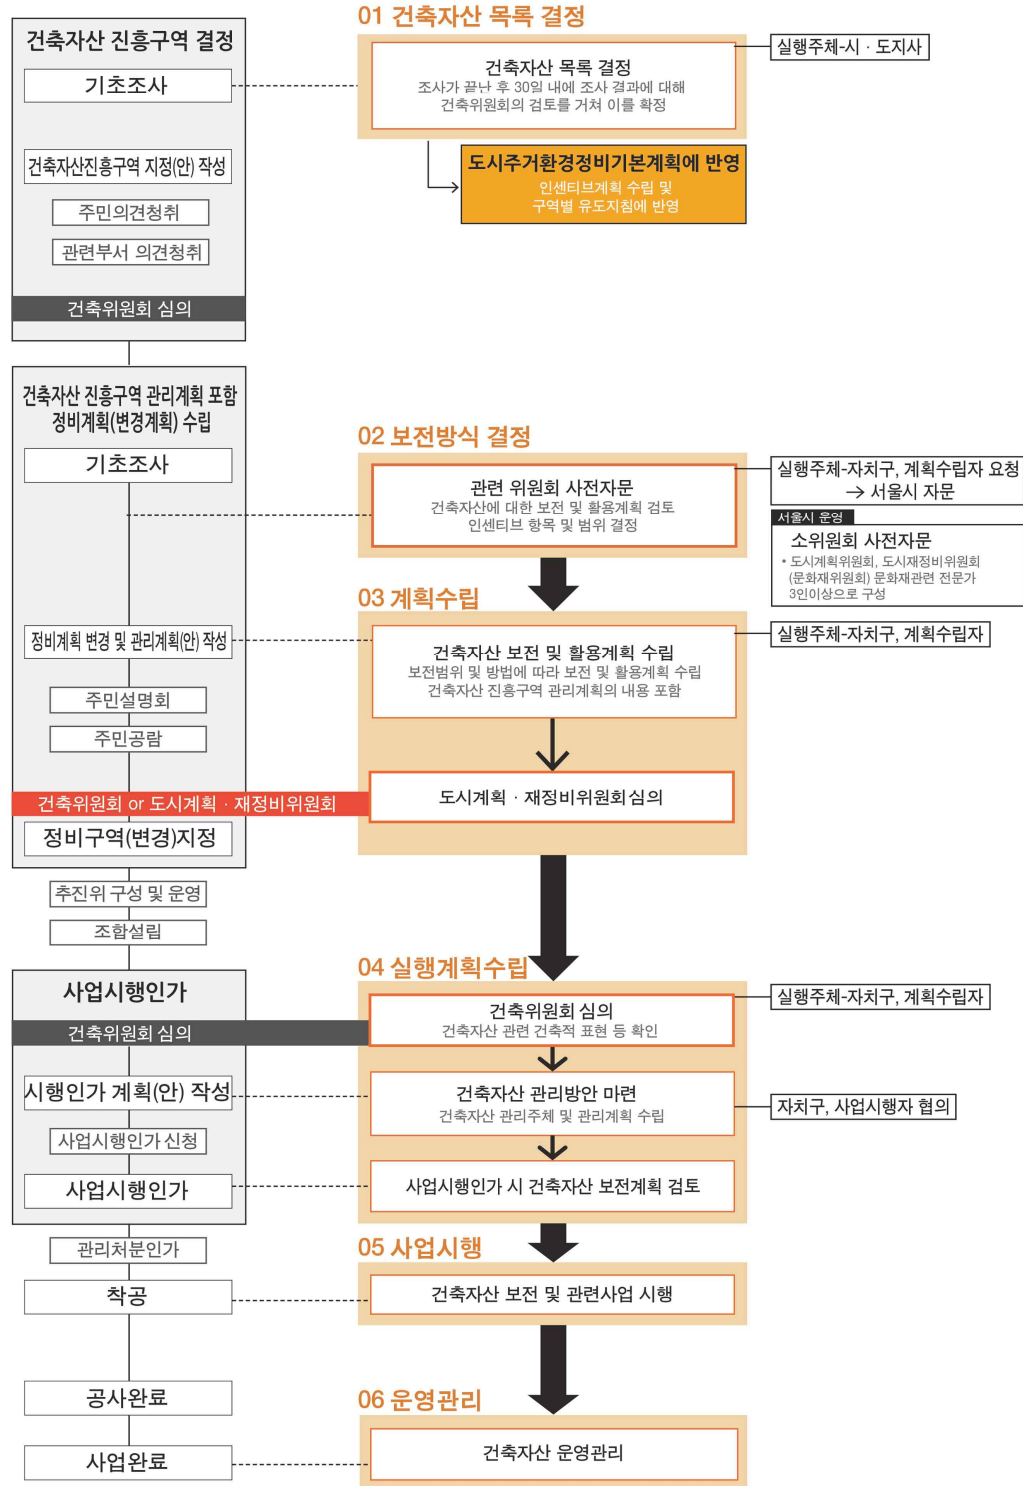 건축자산 진흥구역 결정
기초조사
건축자산진흥구역 지정(안) 작성
주민의견청취
관련부서 의견청취
건축위원회 심의
01 건축자산 목록 결정
건축자산 목록 결정
조사가 끝난 후 30일 내에 조사 결과에 대해
건축위원회의 검토를 거쳐 이를 확정
실행주체-시 · 도지사
도시주거환경정비기본계획에 반영
인센티브계획 수립 및
구역별 유도지침에 반영
건축자산 진흥구역 관리계획 포함
정비계획(변경계획) 수립
기초조사
정비계획 변경 및 관리계획(안) 작성
주민설명회
주민공람
건축위원회 or 도시계획 · 재정비위원회
정비구역(변경)지정
추진위 구성 및 운영
조합설립
02 보전방식 결정
관련 위원회 사전자문
건축자산에 대한 보전 및 활용계획 검토
인센티브 항목 및 범위 결정
실행주체-자치구, 계획수립자 요청
→ 서울시 자문
서울시 운영
소위원회 사전자문
• 도시계획위원회, 도시재정비위원회
(문화재위원회) 문화재관련 전문가
3인이상으로 구성
03 계획수립
건축자산 보전 및 활용계획 수립
보전범위 및 방법에 따라 보전 및 활용계획 수립
건축자산 진흥구역 관리계획의 내용 포함
실행주체-자치구, 계획수립자
도시계획 · 재정비위원회심의
사업시행인가
건축위원회 심의
시행인가 계획(안) 작성
사업시행인가 신청
사업시행인가
관리처분인가
착공
공사완료
사업완료
04 실행계획수립
건축위원회 심의
건축자산 관련 건축적 표현 등 확인
실행주체-자치구, 계획수립자
건축자산 관리방안 마련
건축자산 관리주체 및 관리계획 수립
자치구, 사업시행자 협의
사업시행인가 시 건축자산 보전계획 검토
05 사업시행
건축자산 보전 및 관련사업 시행
06 운영관리
건축자산 운영관리